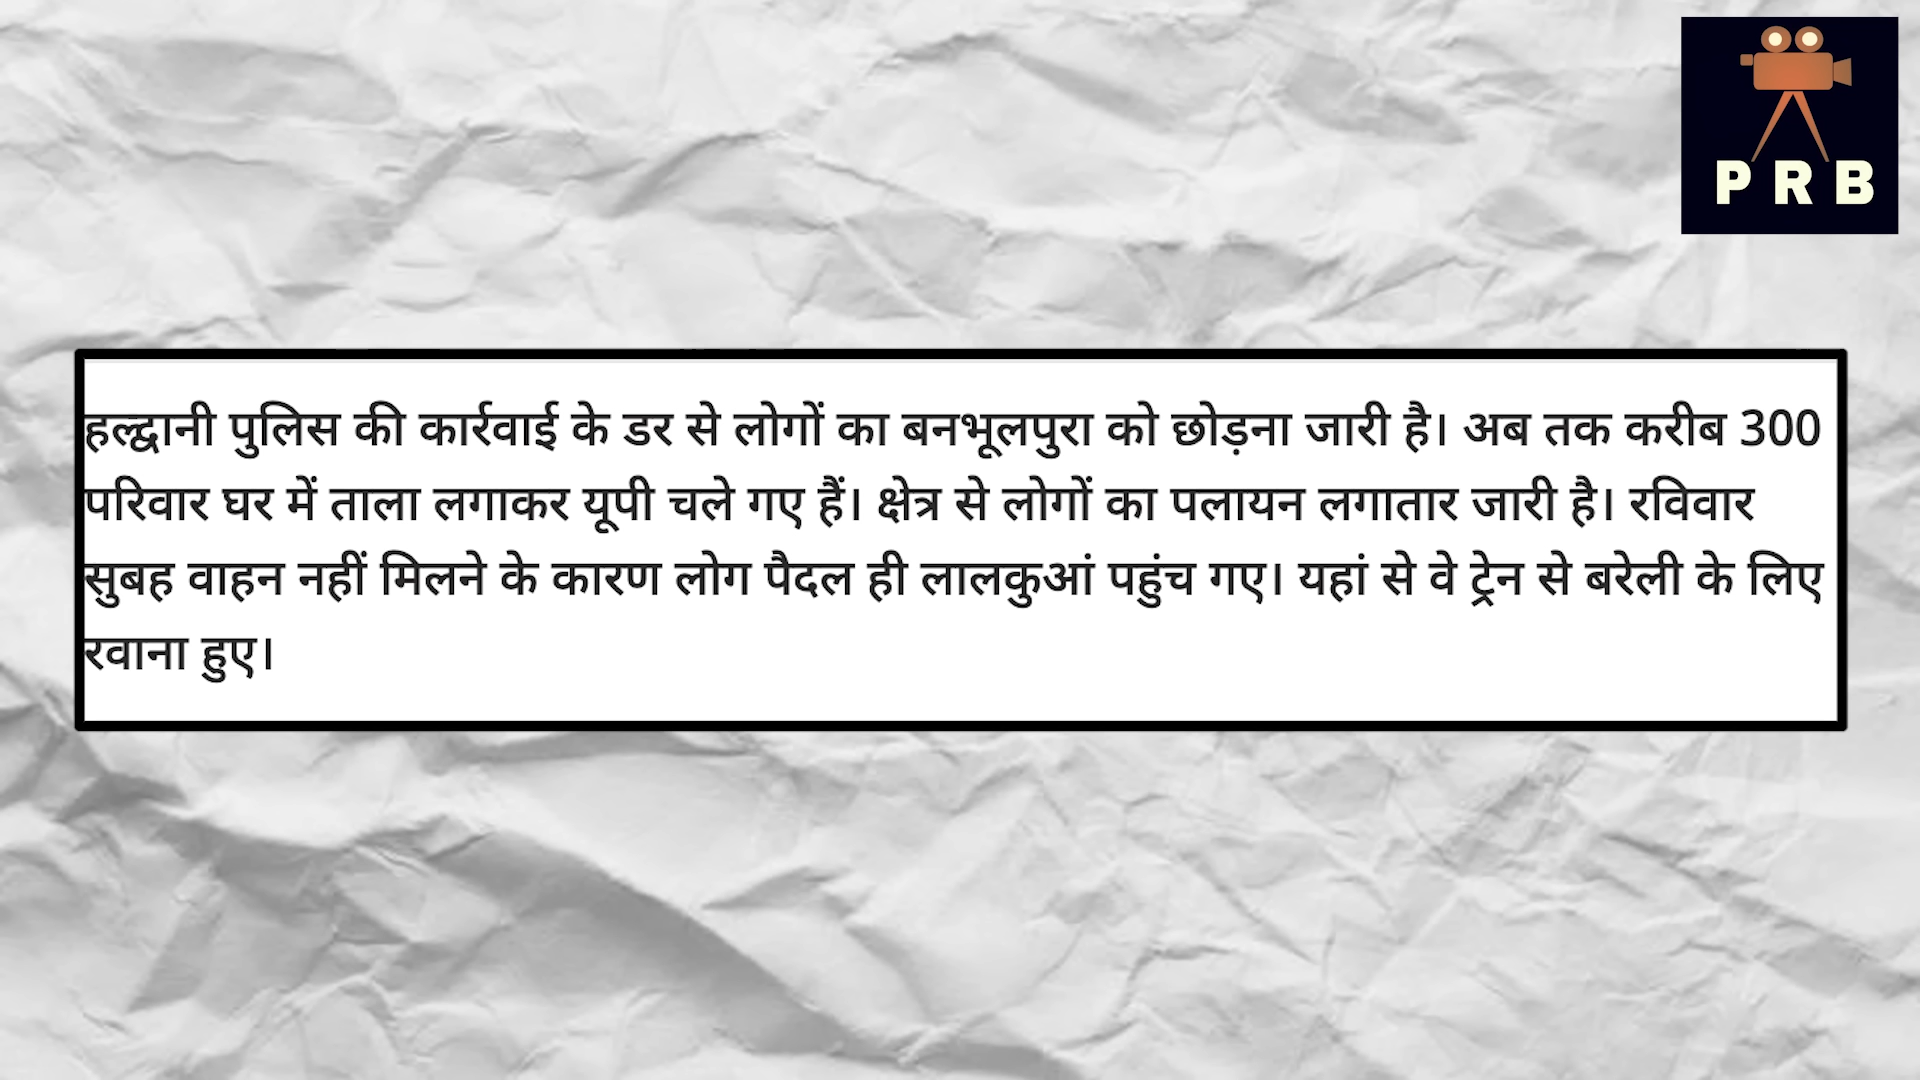 PRB
हल्द्वानी पुलिस की कार्रवाई के डर से लोगों का बनभूलपुरा को छोड़ना जारी है। अब तक करीब 300
परिवार घर में ताला लगाकर यूपी चले गए हैं। क्षेत्र से लोगों का पलायन लगातार जारी है। रविवार
सुबह वाहन नहीं मिलने के कारण लोग पैदल ही लालकुआं पहुंच गए। यहां से वे ट्रेन से बरेली के लिए
रवाना हुए।